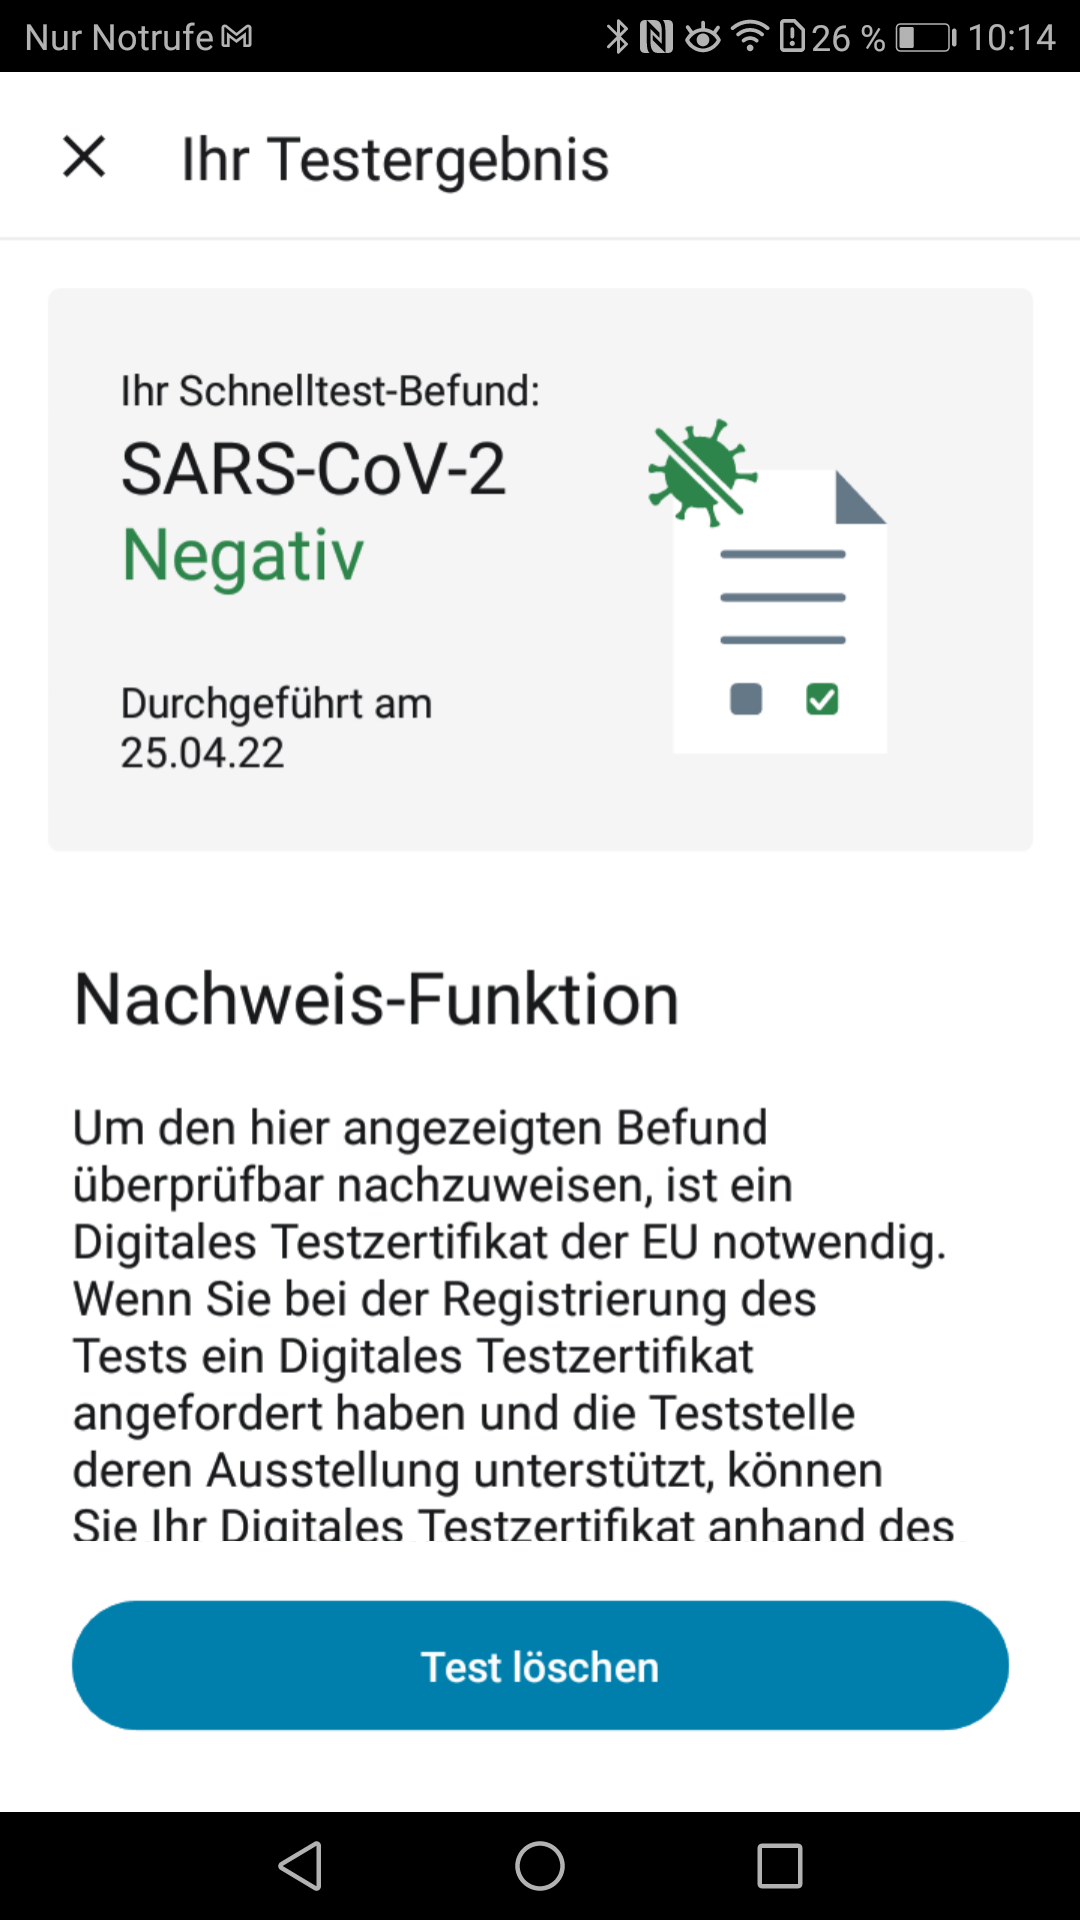 Nur Notrufe
26 %
10:14
Ihr Testergebnis
Ihr Schnelltest-Befund:
SARS-CoV-2
Negativ
Durchgeführt am
25.04.22
Nachweis-Funktion
Um den hier angezeigten Befund
überprüfbar nachzuweisen, ist ein
Digitales Testzertifikat der EU notwendig.
Wenn Sie bei der Registrierung des
Tests ein Digitales Testzertifikat
angefordert haben und die Teststelle
deren Ausstellung unterstützt, können
Sie Ihr Digitales Testzertifikat anhand des
Test löschen